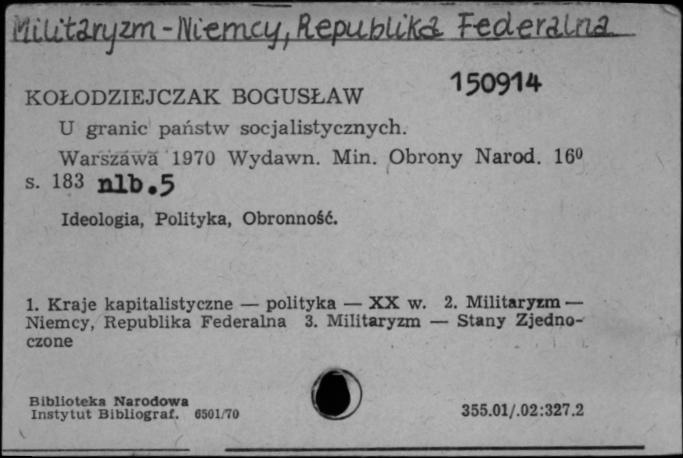 Militaryzm - Niemcy, Republika Federalna
150914
KOŁODZIEJCZAK BOGUSŁAW
U granic państw socjalistycznych.
Warszawa 1970 Wydawn. Min. Obrony Narod. 16⁰
s. 183 nlb. 5
Ideologia, Polityka, Obronność.
1. Kraje kapitalistyczne — polityka — XX w. 2. Militaryzm —
Niemcy, Republika Federalna 3. Militaryzm — Stany Zjedno-
czone
Biblioteka Narodowa
Instytut Bibliograf. 6501/70
355.01/.02:327.2